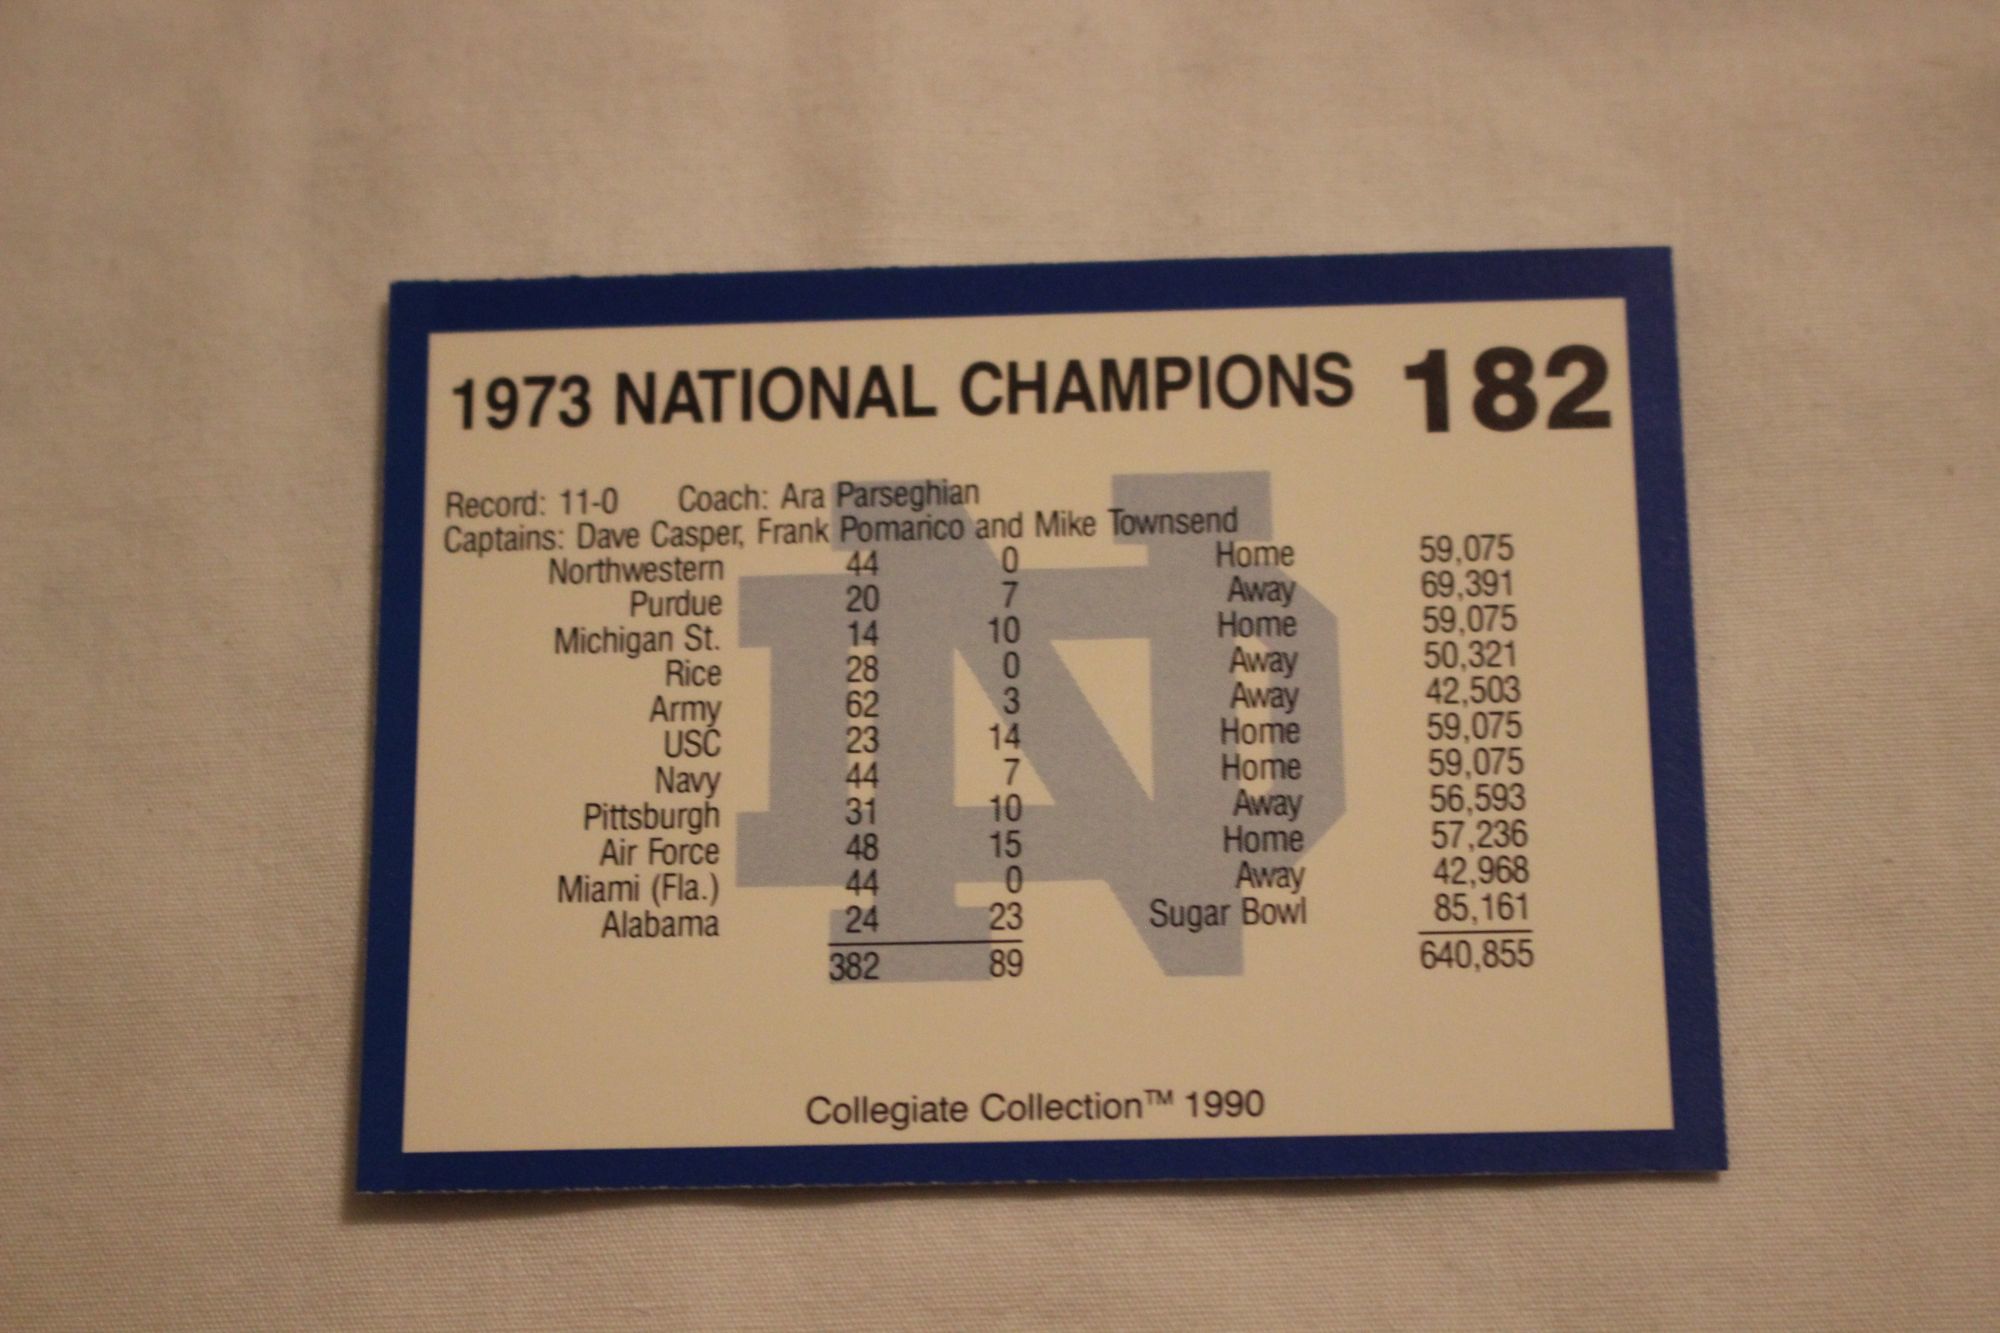 1973 NATIONAL CHAMPIONS 182
Record: 11-0 Coach: Ara Parseghian
Captains: Dave Casper, Frank Pomarico and Mike Townsend
Northwestern 44 0 Home 59,075
Purdue 20 7 Away 69,391
Michigan St. 14 10 Home 59,075
Rice 28 0 Away 50,321
Army 62 3 Away 42,503
USC 23 14 Home 59,075
Navy 44 7 Home 59,075
Pittsburgh 31 10 Away 56,593
Air Force 48 15 Home 57,236
Miami (Fla.) 44 0 Away 42,968
Alabama 24 23 Sugar Bowl 85,161
382 89 640,855
Collegiate Collection™ 1990